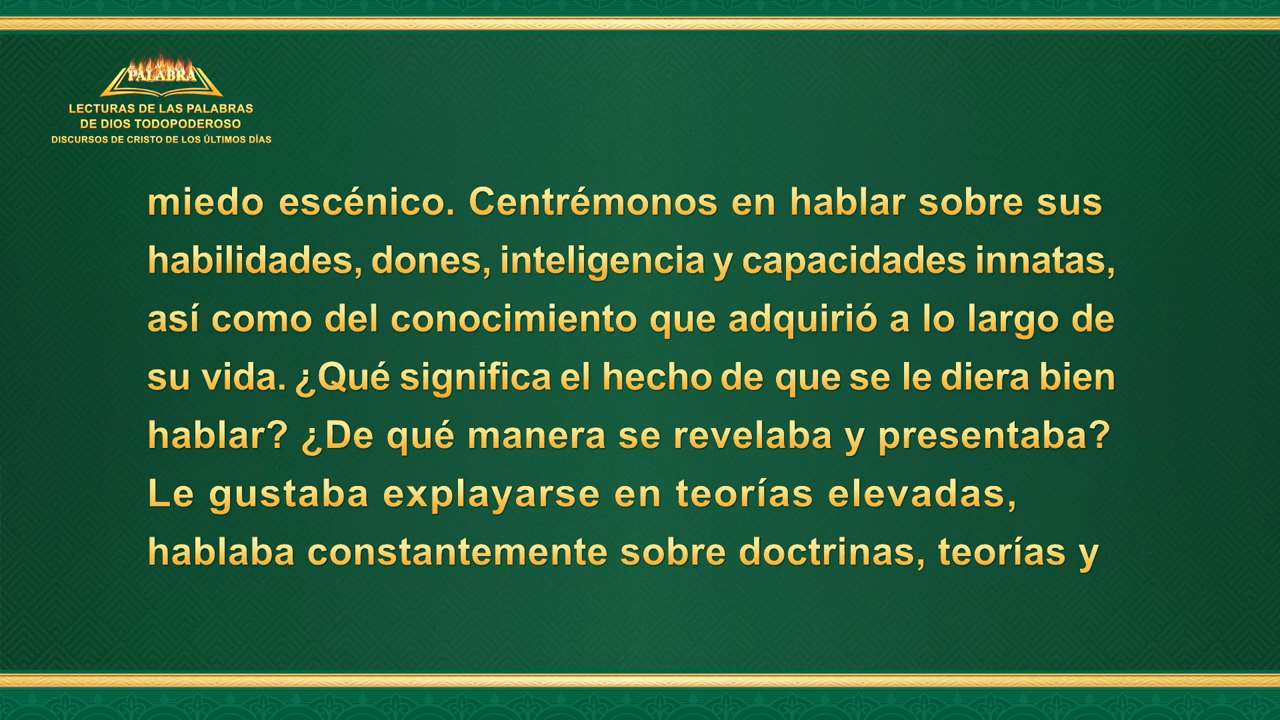 PALABRA
LECTURAS DE LAS PALABRAS
DE DIOS TODOPODEROSO
DISCURSOS DE CRISTO DE LOS ÚLTIMOS DÍAS
miedo escénico. Centrémonos en hablar sobre sus
habilidades, dones, inteligencia y capacidades innatas,
así como del conocimiento que adquirió a lo largo de
su vida. ¿Qué significa el hecho de que se le diera bien
hablar? ¿De qué manera se revelaba y presentaba?
Le gustaba explayarse en teorías elevadas,
hablaba constantemente sobre doctrinas, teorías y